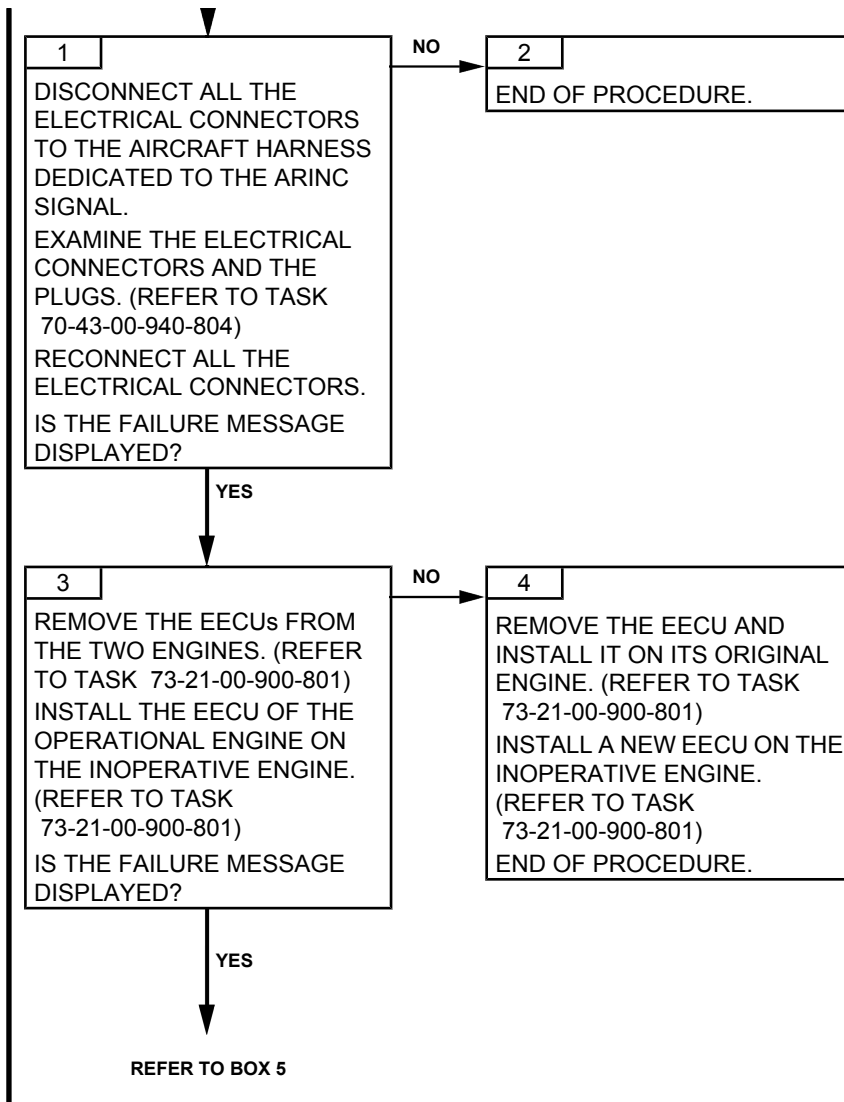 1
DISCONNECT ALL THE
ELECTRICAL CONNECTORS
TO THE AIRCRAFT HARNESS
DEDICATED TO THE ARINC
SIGNAL.
EXAMINE THE ELECTRICAL
CONNECTORS AND THE
PLUGS. (REFER TO TASK
70-43-00-940-804)
RECONNECT ALL THE
ELECTRICAL CONNECTORS.
IS THE FAILURE MESSAGE
DISPLAYED?
NO
2
END OF PROCEDURE.
YES
3
REMOVE THE EECUs FROM
THE TWO ENGINES. (REFER
TO TASK 73-21-00-900-801)
INSTALL THE EECU OF THE
OPERATIONAL ENGINE ON
THE INOPERATIVE ENGINE.
(REFER TO TASK
73-21-00-900-801)
IS THE FAILURE MESSAGE
DISPLAYED?
NO
4
REMOVE THE EECU AND
INSTALL IT ON ITS ORIGINAL
ENGINE. (REFER TO TASK
73-21-00-900-801)
INSTALL A NEW EECU ON THE
INOPERATIVE ENGINE.
(REFER TO TASK
73-21-00-900-801)
END OF PROCEDURE.
YES
REFER TO BOX 5